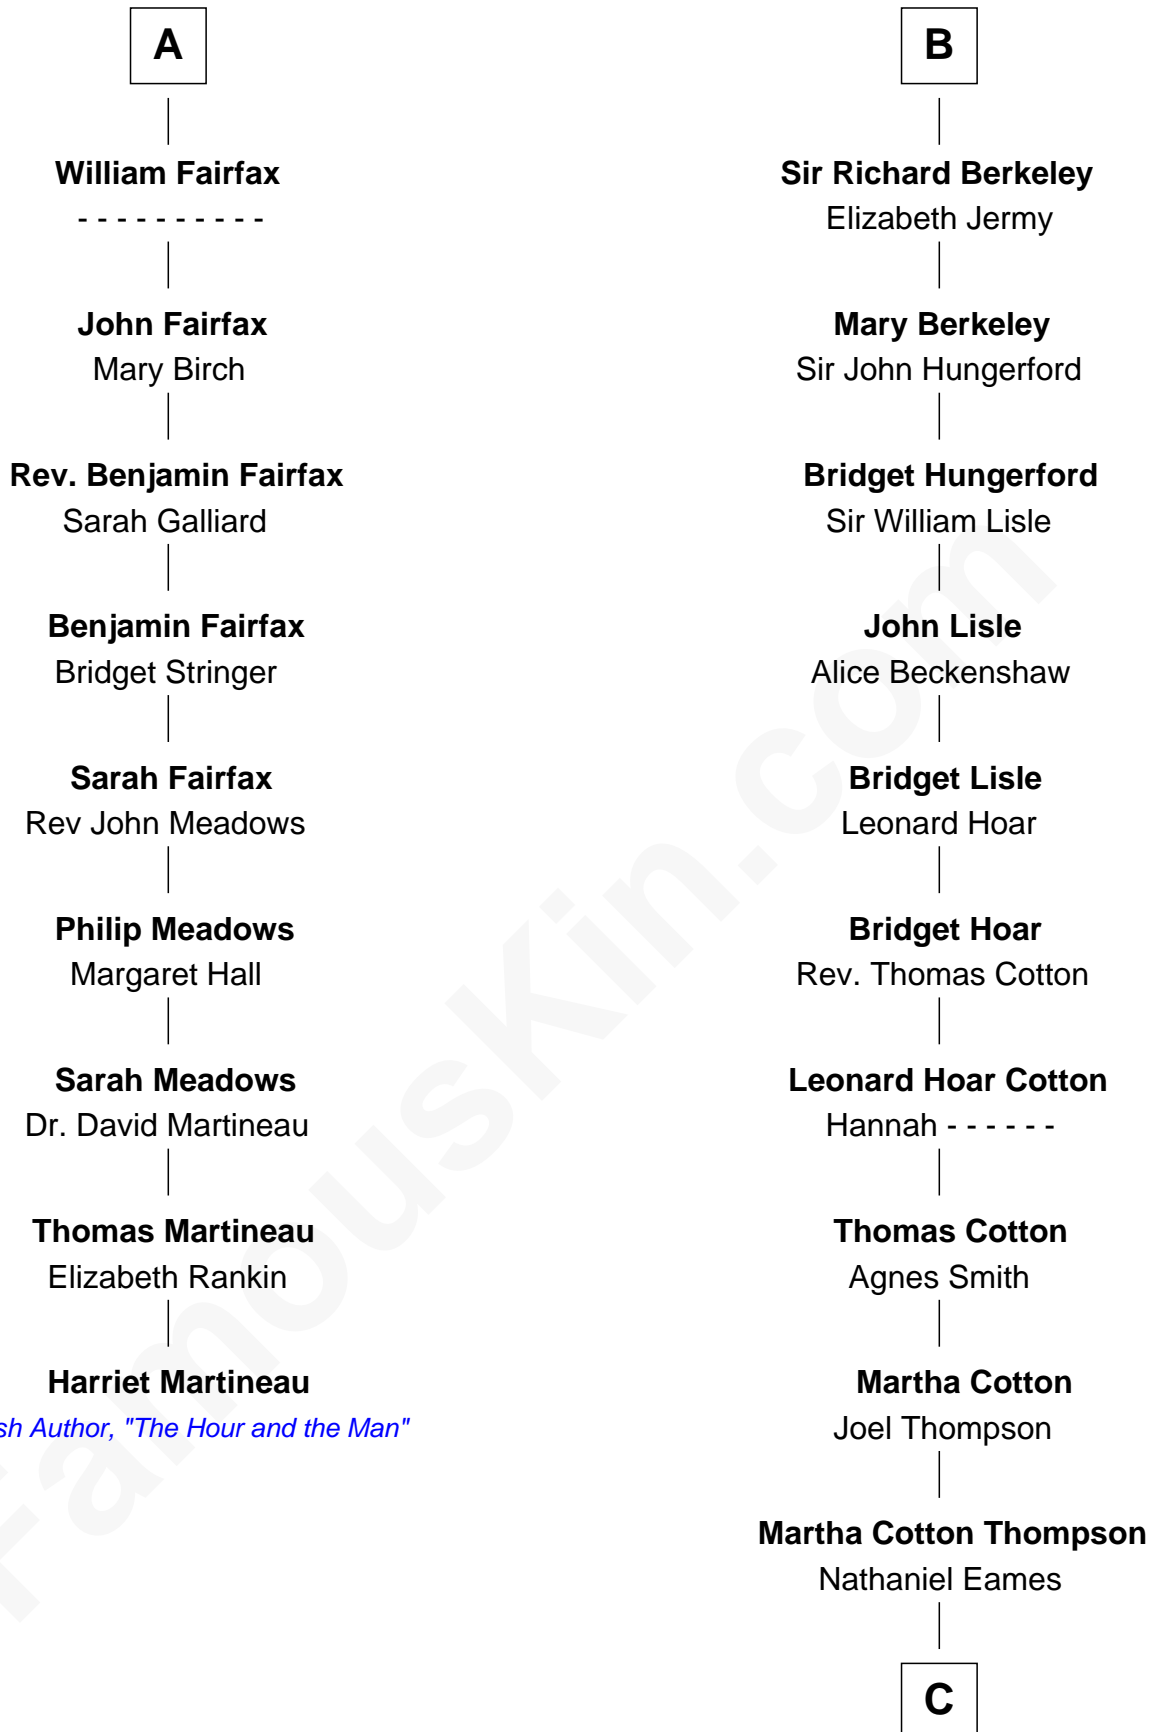 A
William Fairfax
- - - - - - - - - -
John Fairfax
Mary Birch
Rev. Benjamin Fairfax
Sarah Galliard
Benjamin Fairfax
Bridget Stringer
Sarah Fairfax
Rev John Meadows
Philip Meadows
Margaret Hall
Sarah Meadows
Dr. David Martineau
Thomas Martineau
Elizabeth Rankin
Harriet Martineau
sh Author, "The Hour and the Man"
B
Sir Richard Berkeley
Elizabeth Jermy
Mary Berkeley
Sir John Hungerford
Bridget Hungerford
Sir William Lisle
John Lisle
Alice Beckenshaw
Bridget Lisle
Leonard Hoar
Bridget Hoar
Rev. Thomas Cotton
Leonard Hoar Cotton
Hannah - - - - - -
Thomas Cotton
Agnes Smith
Martha Cotton
Joel Thompson
Martha Cotton Thompson
Nathaniel Eames
C
FamousKin.com